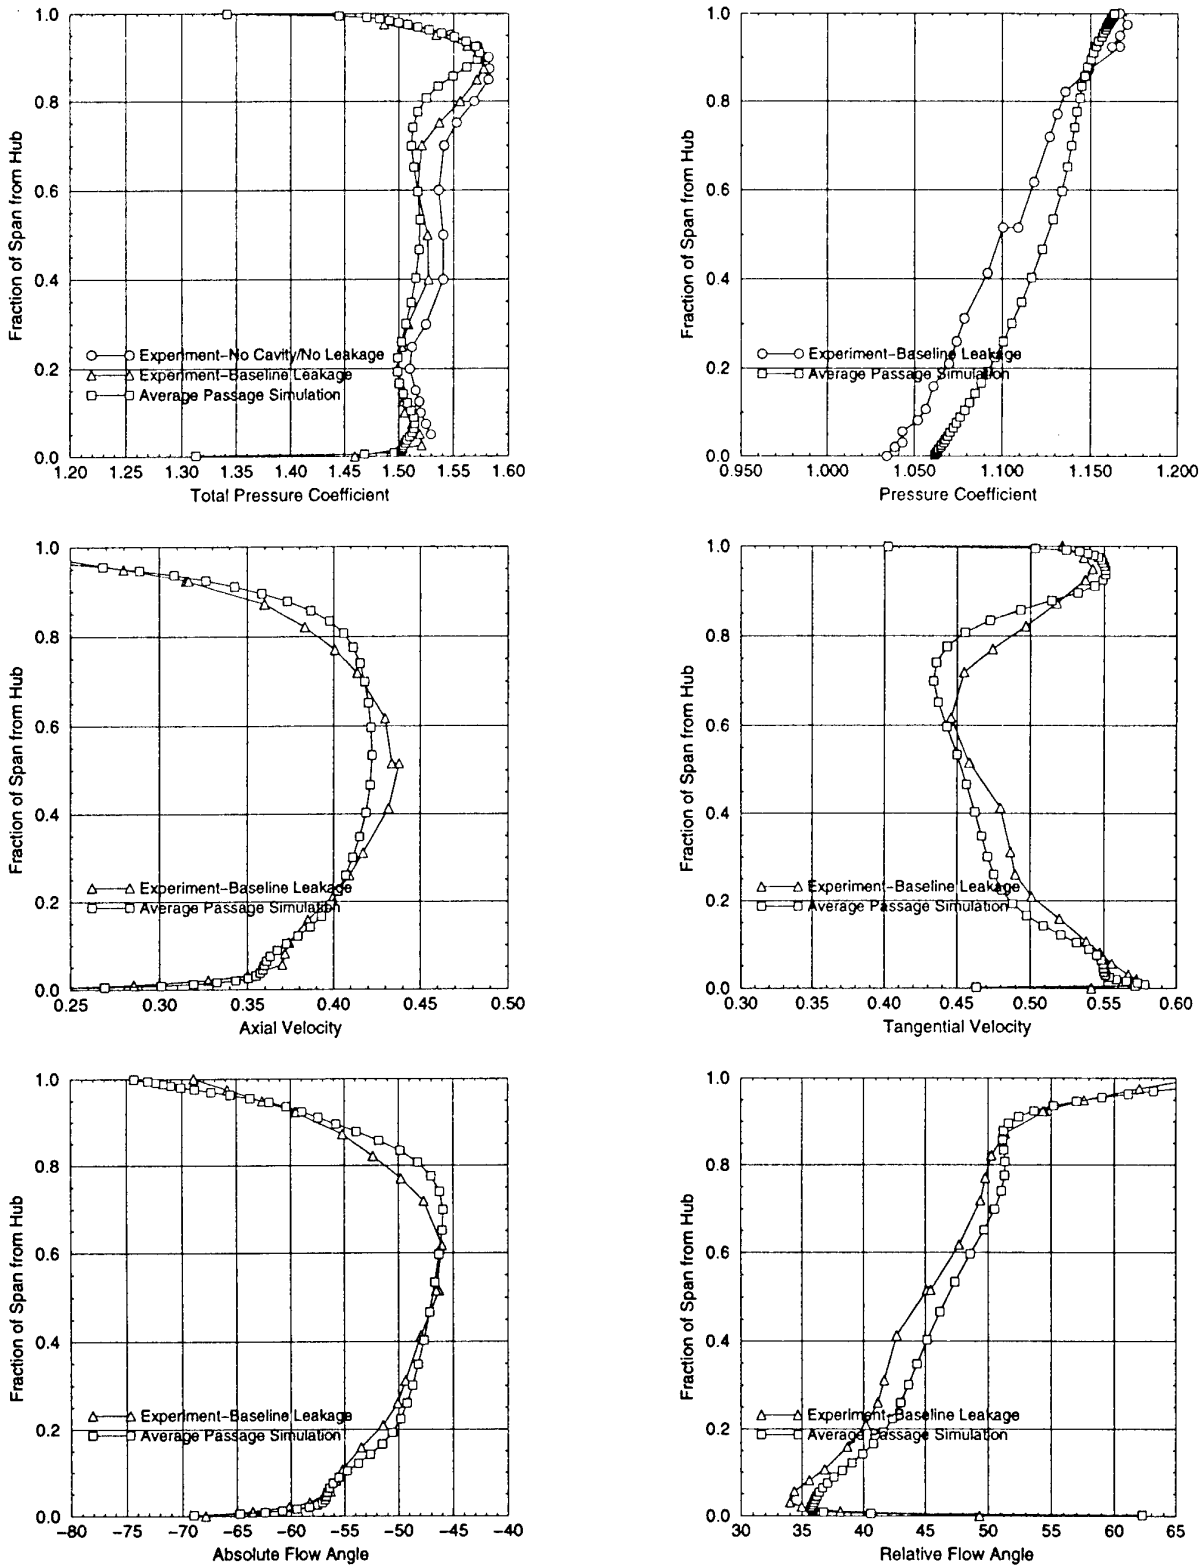 Fraction of Span from Hub
1.0
0.8
0.6
0.4
0.2
0.0
Experiment–No Cavity/No Leakage
Experiment–Baseline Leakage
Average Passage Simulation
1.20 1.25 1.30 1.35 1.40 1.45 1.50 1.55 1.60
Total Pressure Coefficient
Fraction of Span from Hub
1.0
0.8
0.6
0.4
0.2
0.0
Experiment–Baseline Leakage
Average Passage Simulation
0.950 1.000 1.050 1.100 1.150 1.200
Pressure Coefficient
Fraction of Span from Hub
1.0
0.8
0.6
0.4
0.2
0.0
Experiment–Baseline Leakage
Average Passage Simulation
0.25 0.30 0.35 0.40 0.45 0.50
Axial Velocity
Fraction of Span from Hub
1.0
0.8
0.6
0.4
0.2
0.0
Experiment–Baseline Leakage
Average Passage Simulation
0.30 0.35 0.40 0.45 0.50 0.55 0.60
Tangential Velocity
Fraction of Span from Hub
1.0
0.8
0.6
0.4
0.2
0.0
Experiment–Baseline Leakage
Average Passage Simulation
−80 −75 −70 −65 −60 −55 −50 −45 −40
Absolute Flow Angle
Fraction of Span from Hub
1.0
0.8
0.6
0.4
0.2
0.0
Experiment–Baseline Leakage
Average Passage Simulation
30 35 40 45 50 55 60 65
Relative Flow Angle